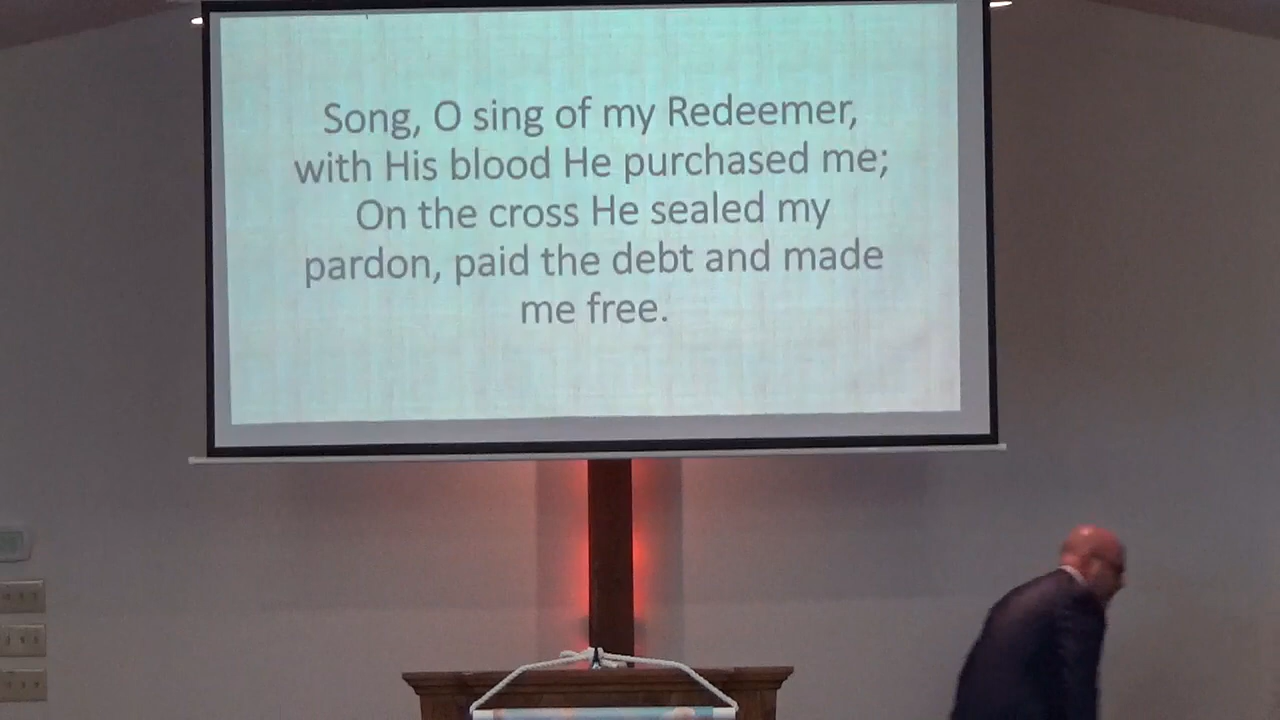 Song, O sing of my Redeemer,
with His blood He purchased me;
On the cross He sealed my
pardon, paid the debt and made
me free.